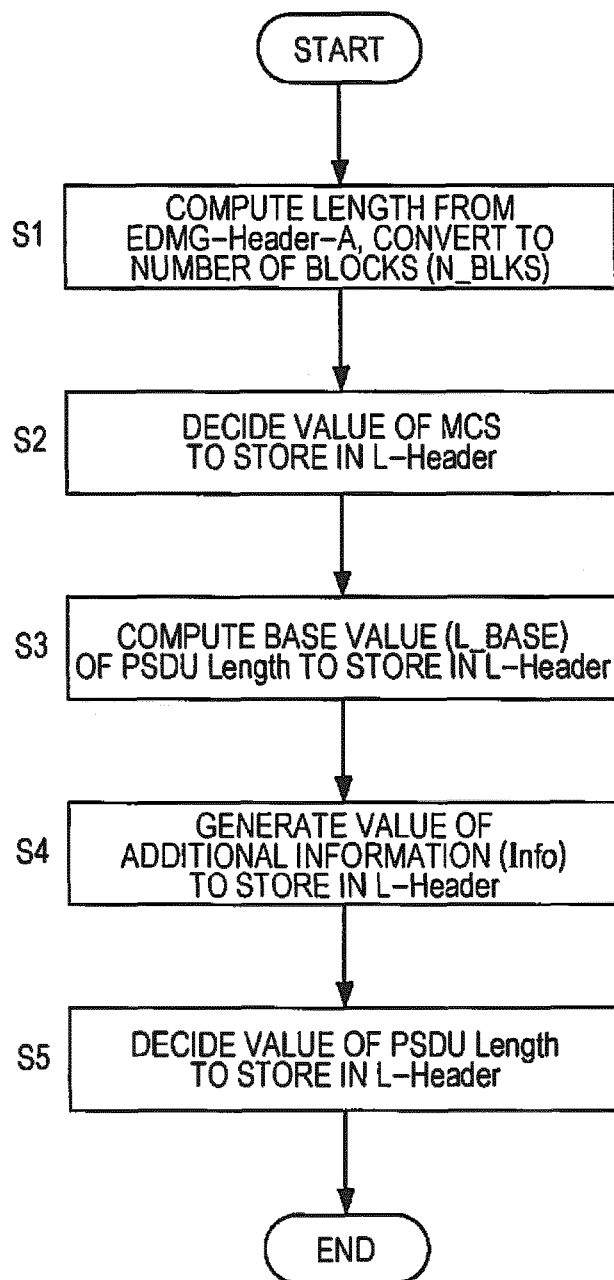 START
S1
COMPUTE LENGTH FROM
EDMG-Header-A, CONVERT TO
NUMBER OF BLOCKS (N_BLKS)
S2
DECIDE VALUE OF MCS
TO STORE IN L-Header
S3
COMPUTE BASE VALUE (L_BASE)
OF PSDU Length TO STORE IN L-Header
S4
GENERATE VALUE OF
ADDITIONAL INFORMATION (Info)
TO STORE IN L-Header
S5
DECIDE VALUE OF PSDU Length
TO STORE IN L-Header
END